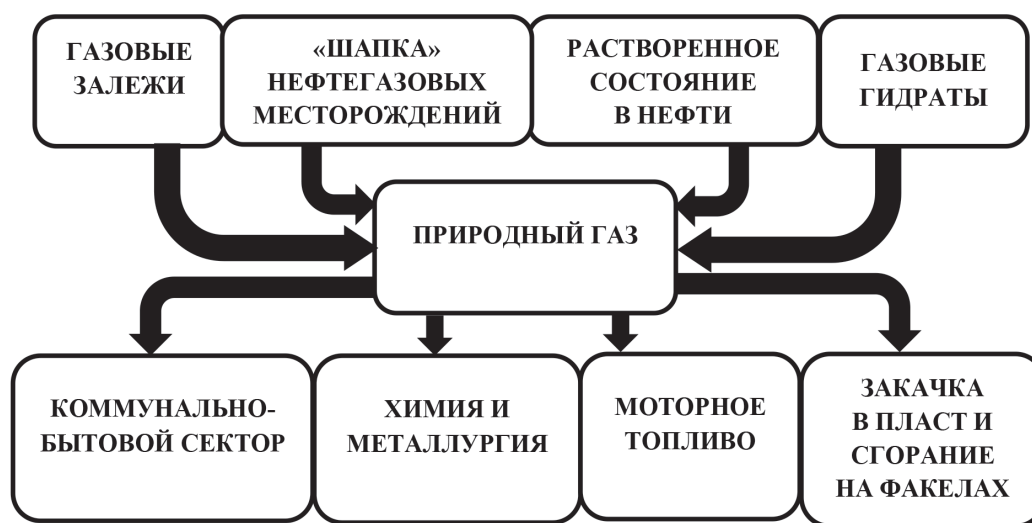 ГАЗОВЫЕ
ЗАЛЕЖИ
«ШАПКА»
НЕФТЕГАЗОВЫХ
МЕСТОРОЖДЕНИЙ
РАСТВОРЕННОЕ
СОСТОЯНИЕ
В НЕФТИ
ГАЗОВЫЕ
ГИДРАТЫ
ПРИРОДНЫЙ ГАЗ
КОММУНАЛЬНО-
БЫТОВОЙ СЕКТОР
ХИМИЯ И
МЕТАЛЛУРГИЯ
МОТОРНОЕ
ТОПЛИВО
ЗАКАЧКА
В ПЛАСТ И
СГОРАНИЕ
НА ФАКЕЛАХ